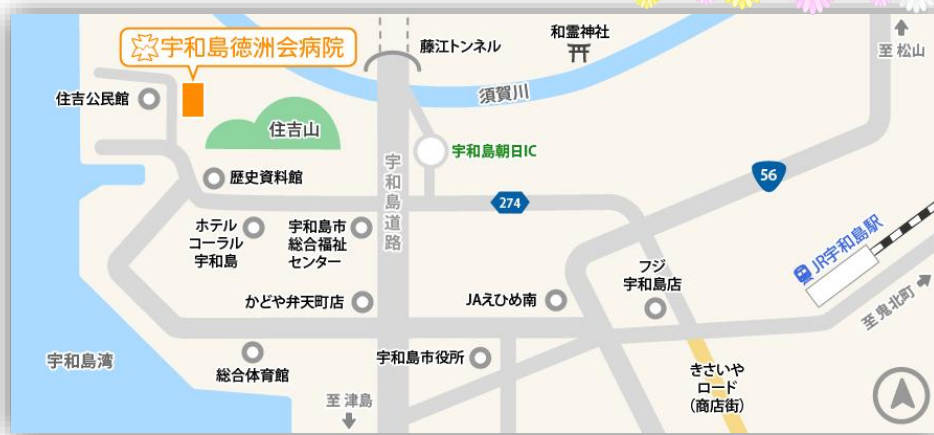 宇和島徳洲会病院
藤江トンネル
和霊神社
至 松山
住吉公民館
須賀川
住吉山
宇和島朝日IC
56
歴史資料館
宇和島道路
274
ホテル
コーラル
宇和島
宇和島市
総合福祉
センター
JR宇和島駅
フジ
宇和島店
かどや弁天町店
JAえひめ南
至 鬼北町
宇和島湾
総合体育館
宇和島市役所
きさいや
ロード
(商店街)
至 津島